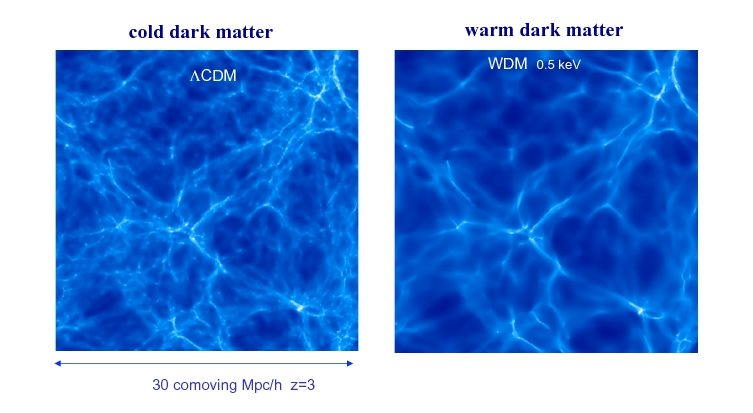 cold dark matter
warm dark matter
ΛCDM
WDM 0.5 keV
30 comoving Mpc/h z=3